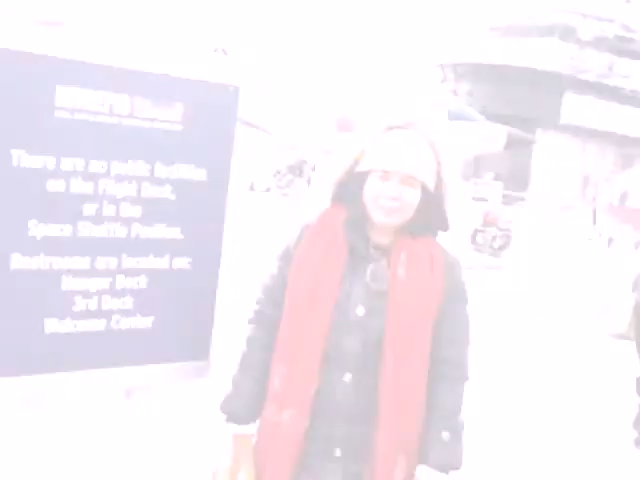 There are no public facilities
on the Flight Deck,
or in the
Space Shuttle Pavilion.
Restrooms are located on:
Hangar Deck
3rd Deck
Welcome Center